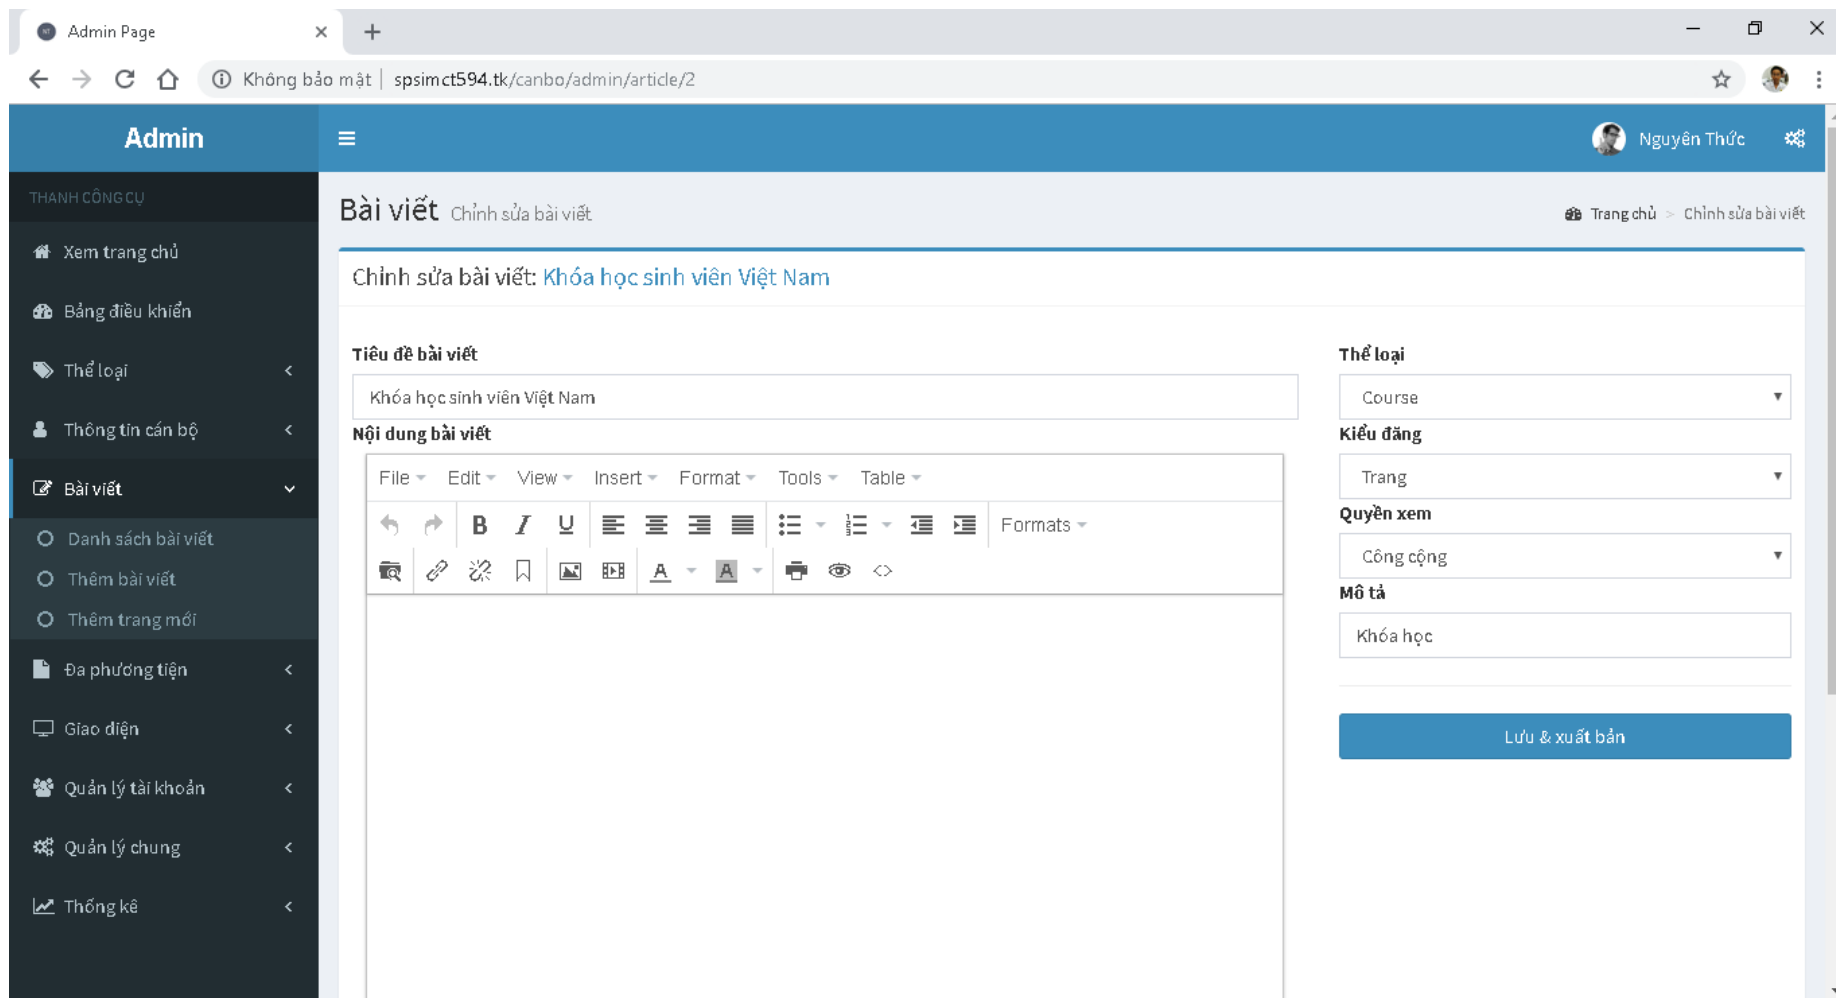 Admin Page
Không bảo mật | spsimct594.tk/canbo/admin/article/2
Admin
Nguyên Thức
THANH CÔNG CỤ
Xem trang chủ
Bảng điều khiển
Thể loại
Thông tin cán bộ
Bài viết
Danh sách bài viết
Thêm bài viết
Thêm trang mới
Đa phương tiện
Giao diện
Quản lý tài khoản
Quản lý chung
Thống kê
Bài viết Chỉnh sửa bài viết
Trang chủ > Chỉnh sửa bài viết
Chỉnh sửa bài viết: Khóa học sinh viên Việt Nam
Tiêu đề bài viết
Khóa học sinh viên Việt Nam
Nội dung bài viết
File Edit View Insert Format Tools Table
Formats
Thể loại
Course
Kiểu đăng
Trang
Quyền xem
Công cộng
Mô tả
Khóa học
Lưu & xuất bản